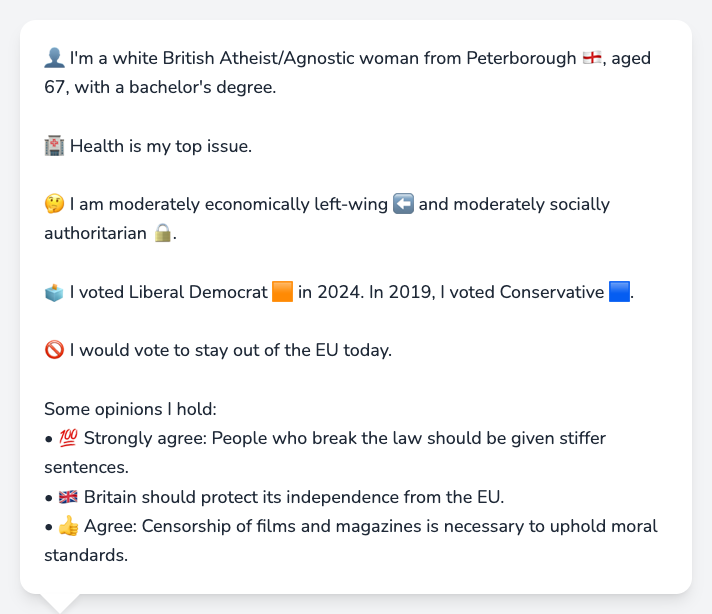 👤 I'm a white British Atheist/Agnostic woman from Peterborough 🏴󠁧󠁢󠁥󠁮󠁧󠁿, aged
67, with a bachelor's degree.
🏥 Health is my top issue.
🤔 I am moderately economically left-wing ⬅️ and moderately socially
authoritarian 🔒.
🗳️ I voted Liberal Democrat 🟧 in 2024. In 2019, I voted Conservative 🟦.
🚫 I would vote to stay out of the EU today.
Some opinions I hold:
• 💯 Strongly agree: People who break the law should be given stiffer
sentences.
• 🇬🇧 Britain should protect its independence from the EU.
• 👍 Agree: Censorship of films and magazines is necessary to uphold moral
standards.